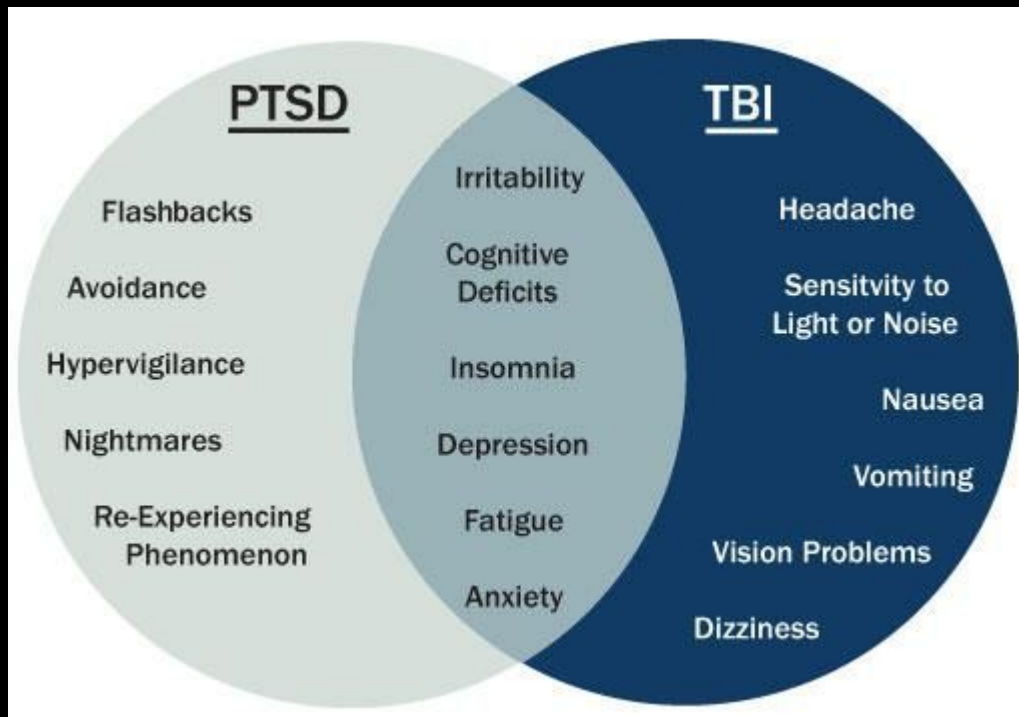 PTSD
Flashbacks
Avoidance
Hypervigilance
Nightmares
Re-Experiencing
Phenomenon
Irritability
Cognitive
Deficits
Insomnia
Depression
Fatigue
Anxiety
TBI
Headache
Sensitvity to
Light or Noise
Nausea
Vomiting
Vision Problems
Dizziness